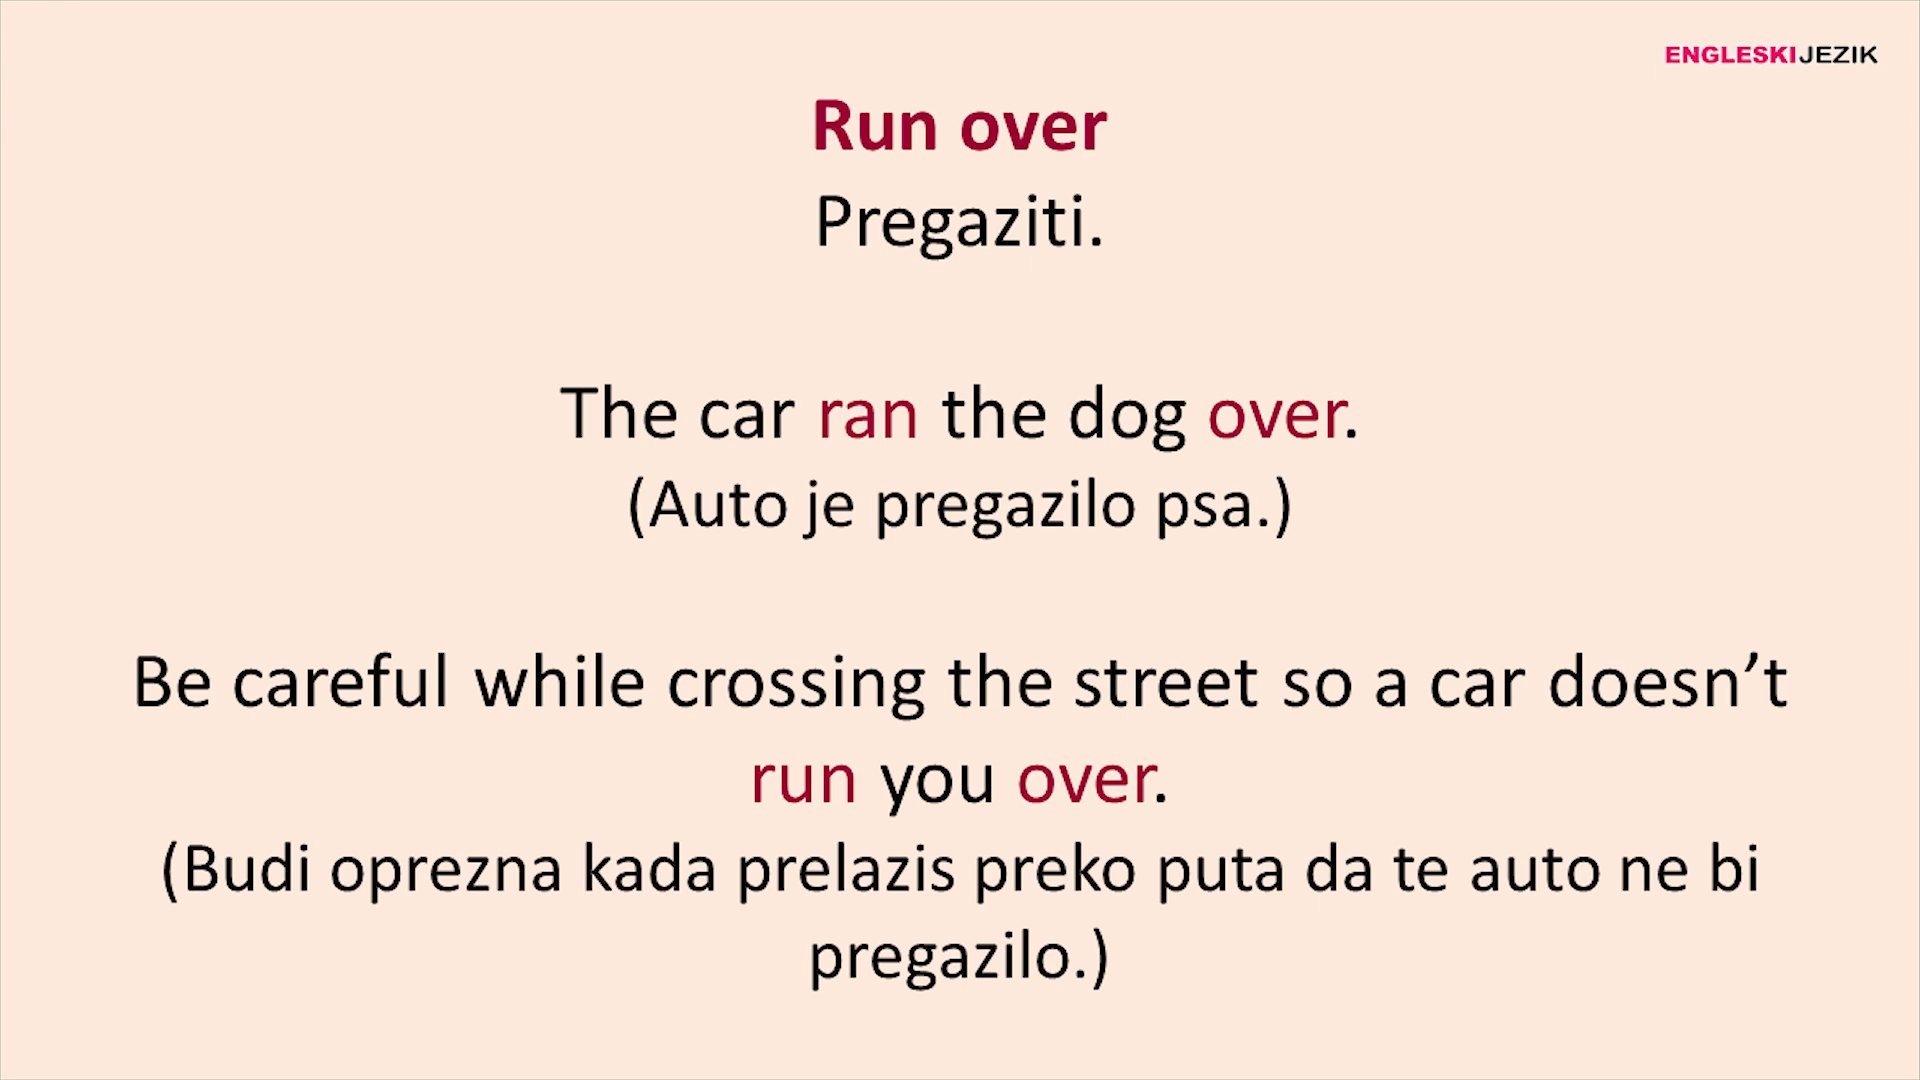 ENGLESKIJEZIK
Run over
Pregaziti.
The car ran the dog over.
(Auto je pregazilo psa.)
Be careful while crossing the street so a car doesn’t
run you over.
(Budi oprezna kada prelazis preko puta da te auto ne bi
pregazilo.)